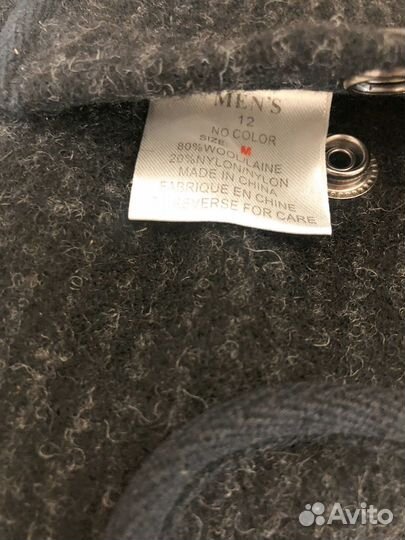 MEN'S
12
NO COLOR
SIZE: M
80%WOOL/LAINE
20%NYLON/NYLON
MADE IN CHINA
FABRIQUE EN CHINE
REVERSE FOR CARE
Avito